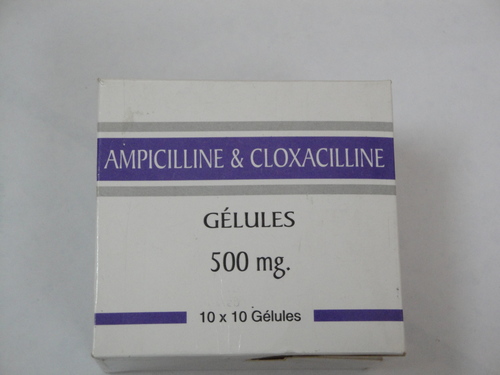 AMPICILLINE & CLOXACILLINE
GÉLULES
500 mg.
10 x 10 Gélules